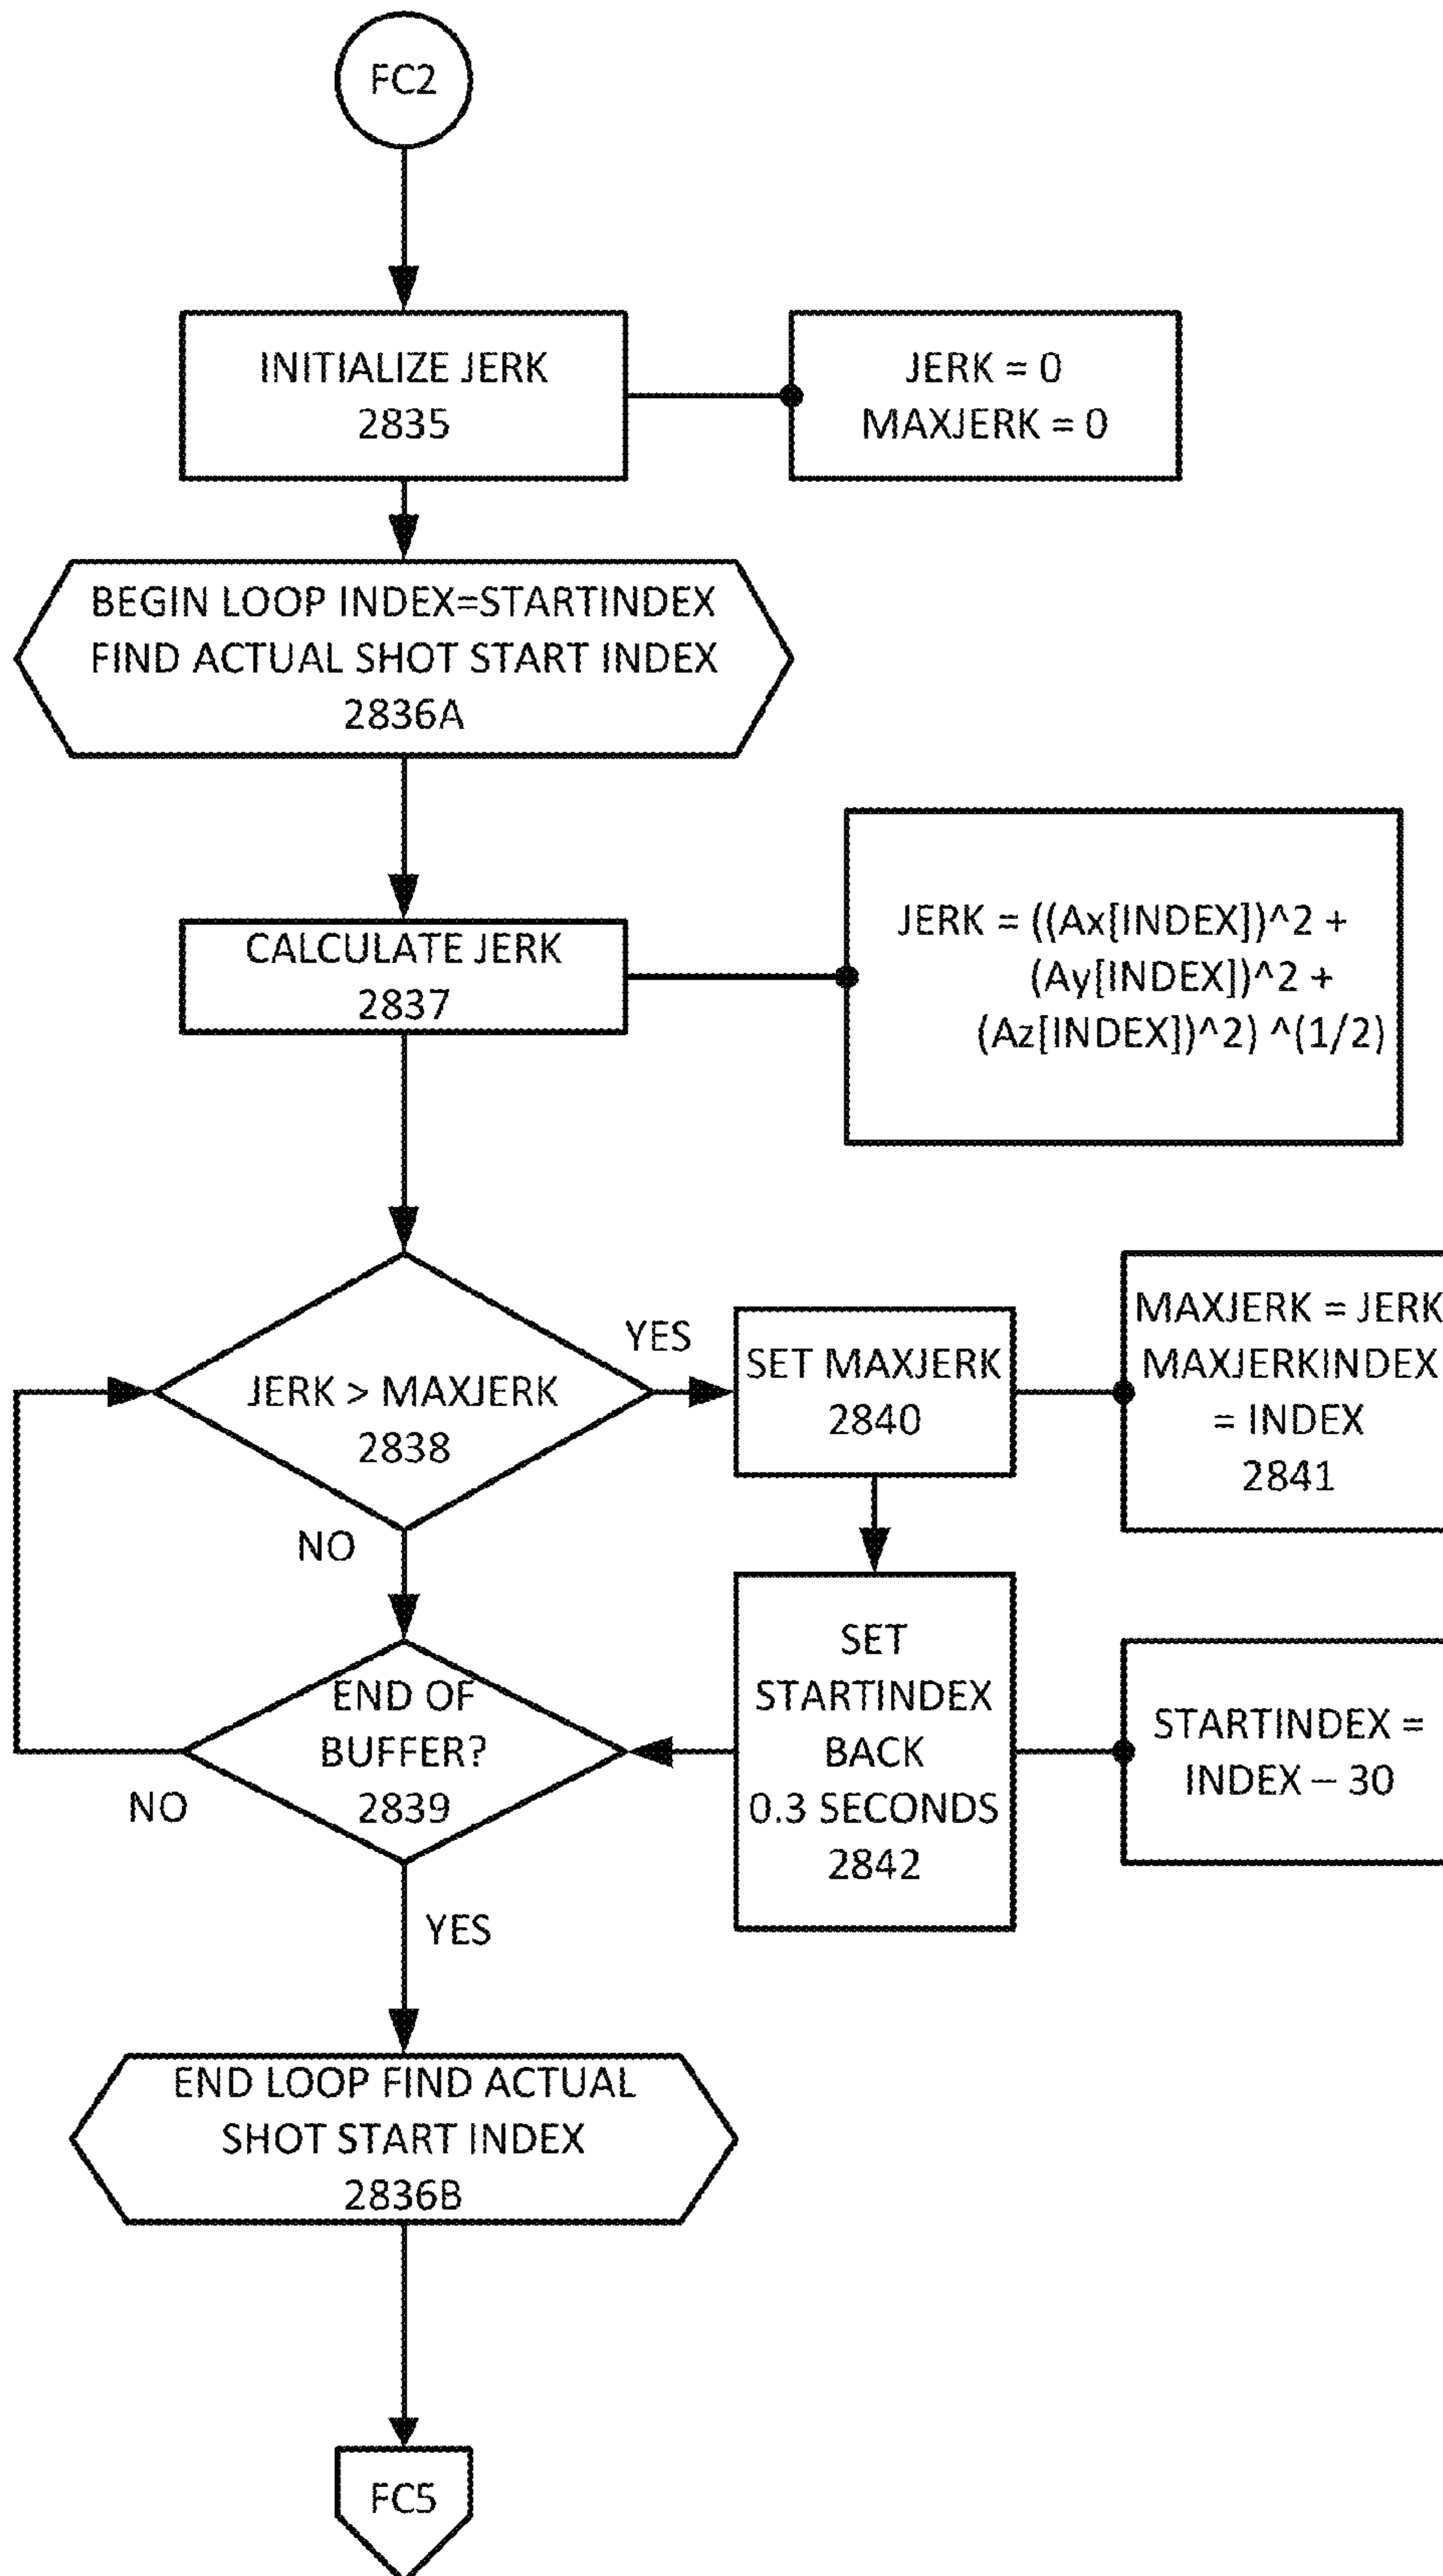 FC2
INITIALIZE JERK
2835
JERK = 0
MAXJERK = 0
BEGIN LOOP INDEX=STARTINDEX
FIND ACTUAL SHOT START INDEX
2836A
CALCULATE JERK
2837
JERK = ((Ax[INDEX])^2 +
(Ay[INDEX])^2 +
(Az[INDEX])^2) ^(1/2)
JERK > MAXJERK
2838
YES
NO
SET MAXJERK
2840
MAXJERK = JERK
MAXJERKINDEX
= INDEX
2841
END OF
BUFFER?
2839
NO
YES
SET
STARTINDEX
BACK
0.3 SECONDS
2842
STARTINDEX =
INDEX – 30
END LOOP FIND ACTUAL
SHOT START INDEX
2836B
FC5